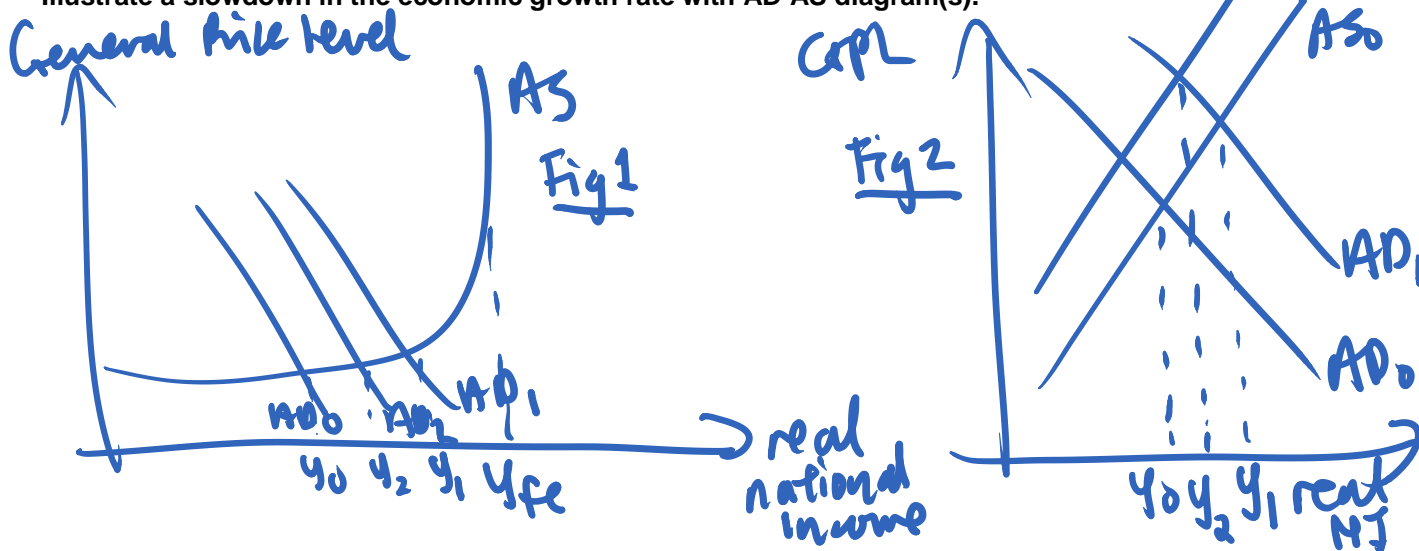 Illustrate a slowdown in the economic growth rate with AD-AS diagram(s).
General Price Level
AS
Fig 1
AD0
AD2
AD1
y0 y2 y1 yfe
real
national
income
GPL
Fig 2
AS0
AD1
AD0
y0 y2 y1 real
NI